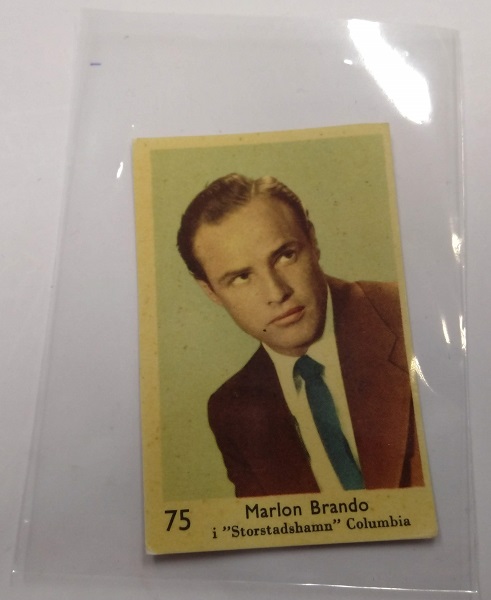 75
Marlon Brando
i ”Storstadshamn” Columbia